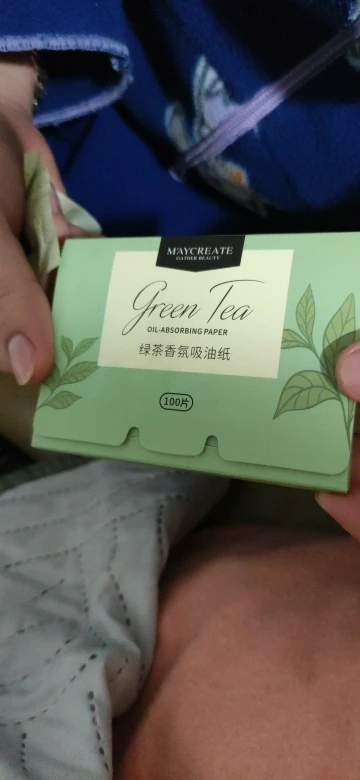 MAYCREATE
GATHER BEAUTY
Green Tea
OIL-ABSORBING PAPER
绿茶香氛吸油纸
100片